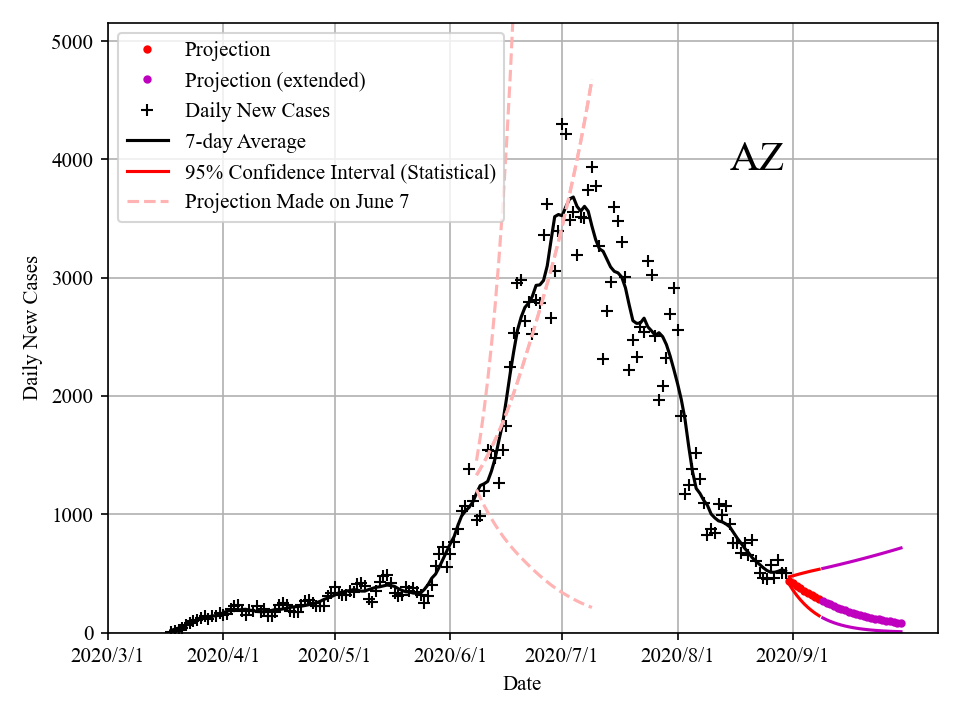 5000
4000
3000
2000
1000
0
Daily New Cases
Projection
Projection (extended)
Daily New Cases
7-day Average
95% Confidence Interval (Statistical)
Projection Made on June 7
AZ
2020/3/1 2020/4/1 2020/5/1 2020/6/1 2020/7/1 2020/8/1 2020/9/1
Date